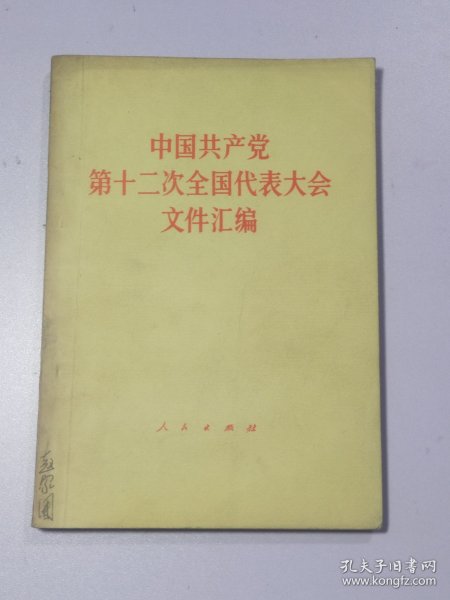 中国共产党
第十二次全国代表大会
文件汇编
人民出版社
孔夫子旧书网
www.kongfz.com